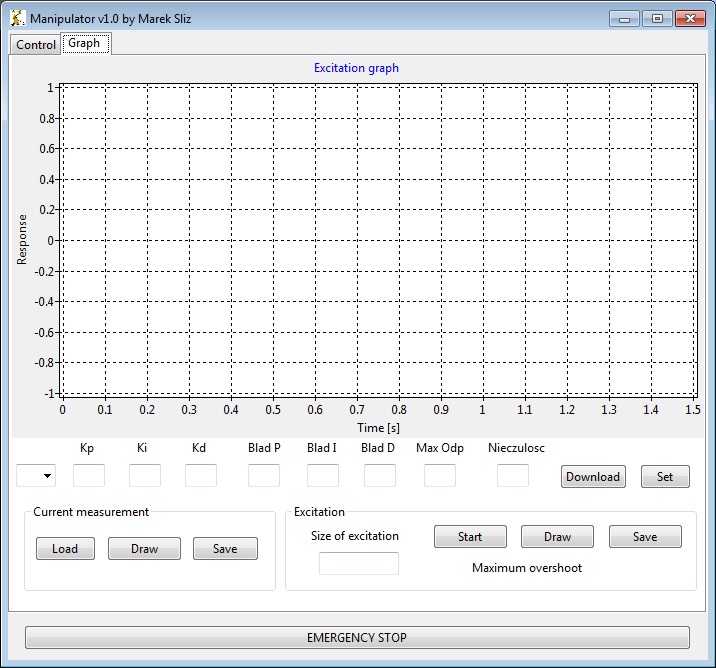 Manipulator v1.0 by Marek Sliz
Control Graph
Excitation graph
1
0.8
0.6
0.4
0.2
0
-0.2
-0.4
-0.6
-0.8
-1
Response
0 0.1 0.2 0.3 0.4 0.5 0.6 0.7 0.8 0.9 1 1.1 1.2 1.3 1.4 1.5
Time [s]
Kp Ki Kd Blad P Blad I Blad D Max Odp Nieczulosc
Download Set
Current measurement
Load Draw Save
Excitation
Size of excitation
Start Draw Save
Maximum overshoot
EMERGENCY STOP